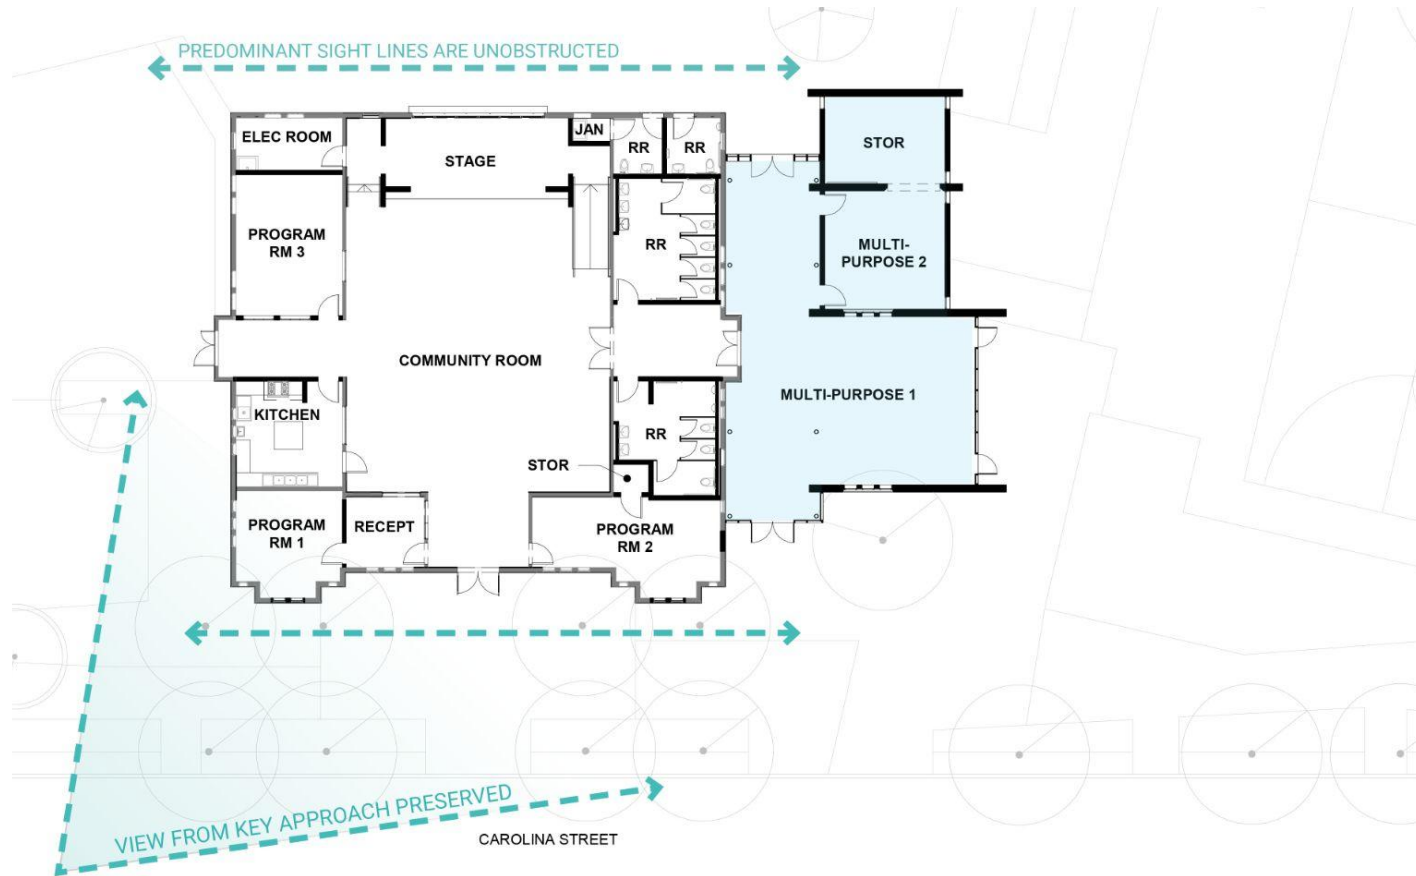 PREDOMINANT SIGHT LINES ARE UNOBSTRUCTED
ELEC ROOM
STAGE
JAN
RR
RR
STOR
PROGRAM
RM 3
RR
MULTI-
PURPOSE 2
COMMUNITY ROOM
MULTI-PURPOSE 1
KITCHEN
RR
STOR
PROGRAM
RM 1
RECEPT
PROGRAM
RM 2
VIEW FROM KEY APPROACH PRESERVED
CAROLINA STREET